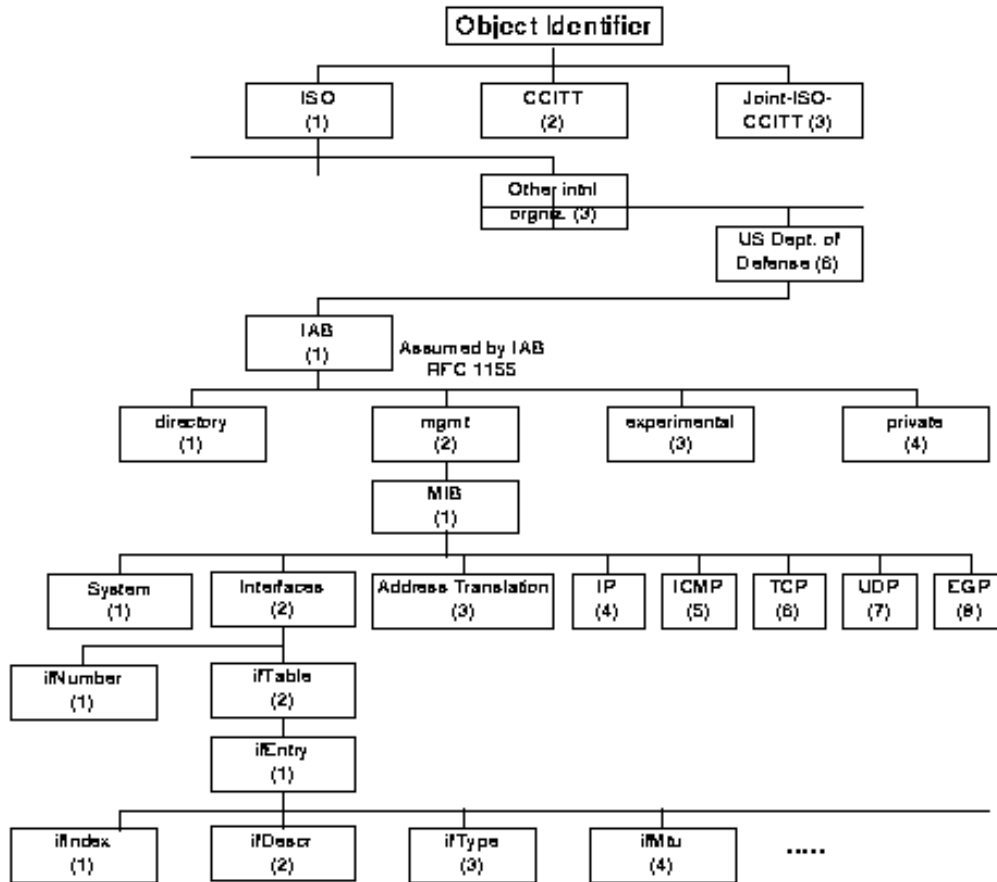 Object Identifier
ISO
(1)
CCITT
(2)
Joint-ISO-
CCITT (3)
Other intnl
orgniz. (3)
US Dept. of
Defense (6)
IAB
(1)
Assumed by IAB
RFC 1155
directory
(1)
mgmt
(2)
experimental
(3)
private
(4)
MIB
(1)
System
(1)
Interfaces
(2)
Address Translation
(3)
IP
(4)
ICMP
(5)
TCP
(6)
UDP
(7)
EGP
(8)
ifNumber
(1)
ifTable
(2)
ifEntry
(1)
ifIndex
(1)
ifDescr
(2)
ifType
(3)
ifMtu
(4)
.....